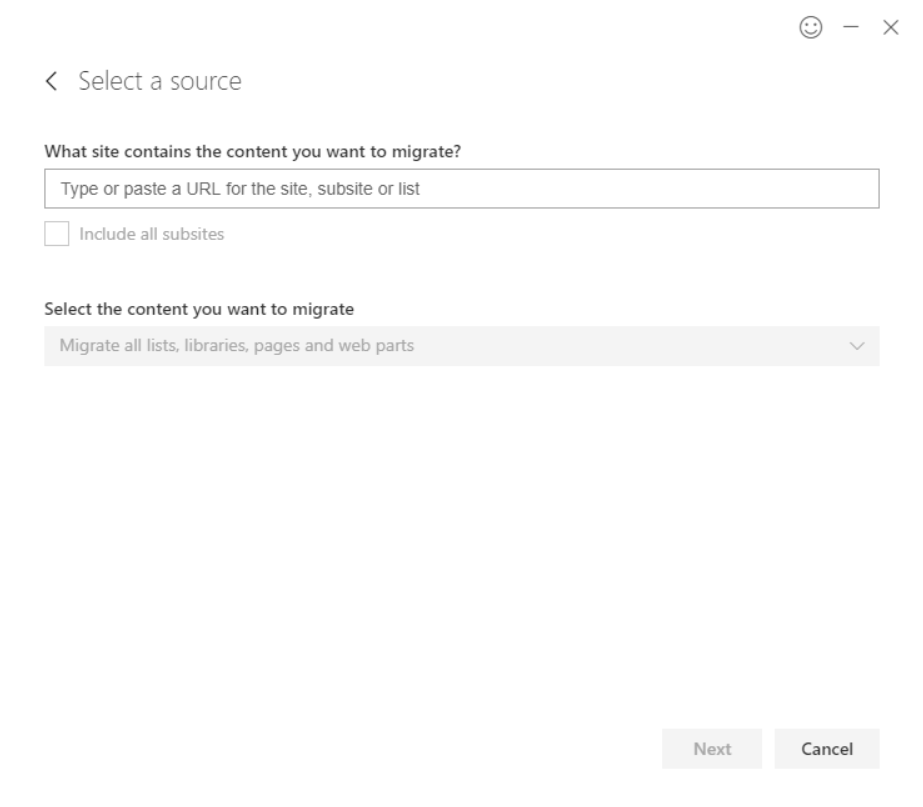 Select a source
What site contains the content you want to migrate?
Type or paste a URL for the site, subsite or list
Include all subsites
Select the content you want to migrate
Migrate all lists, libraries, pages and web parts
Next Cancel